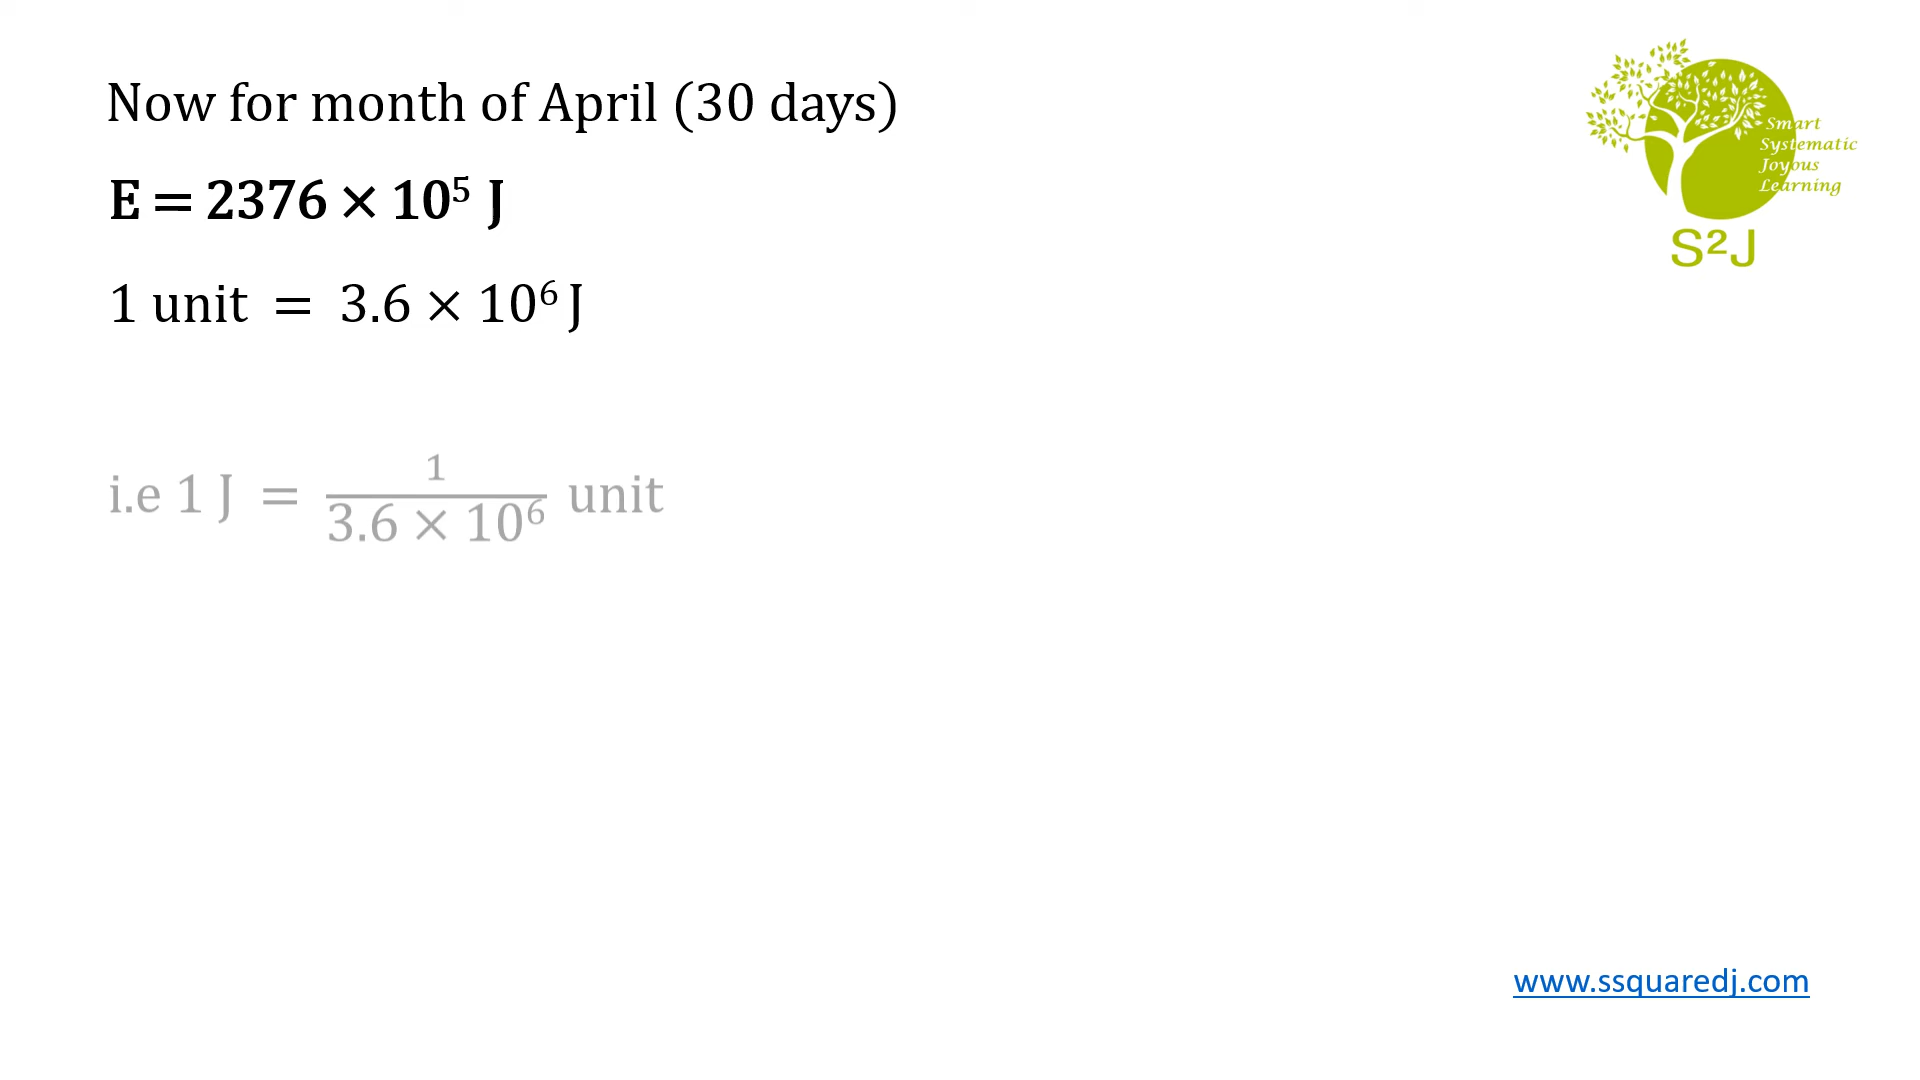 Now for month of April (30 days)
E = 2376 × 10⁵ J
1 unit = 3.6 × 10⁶ J
i.e 1 J = 1 / 3.6 × 10⁶ unit
Smart
Systematic
Joyous
Learning
S²J
www.ssquaredj.com